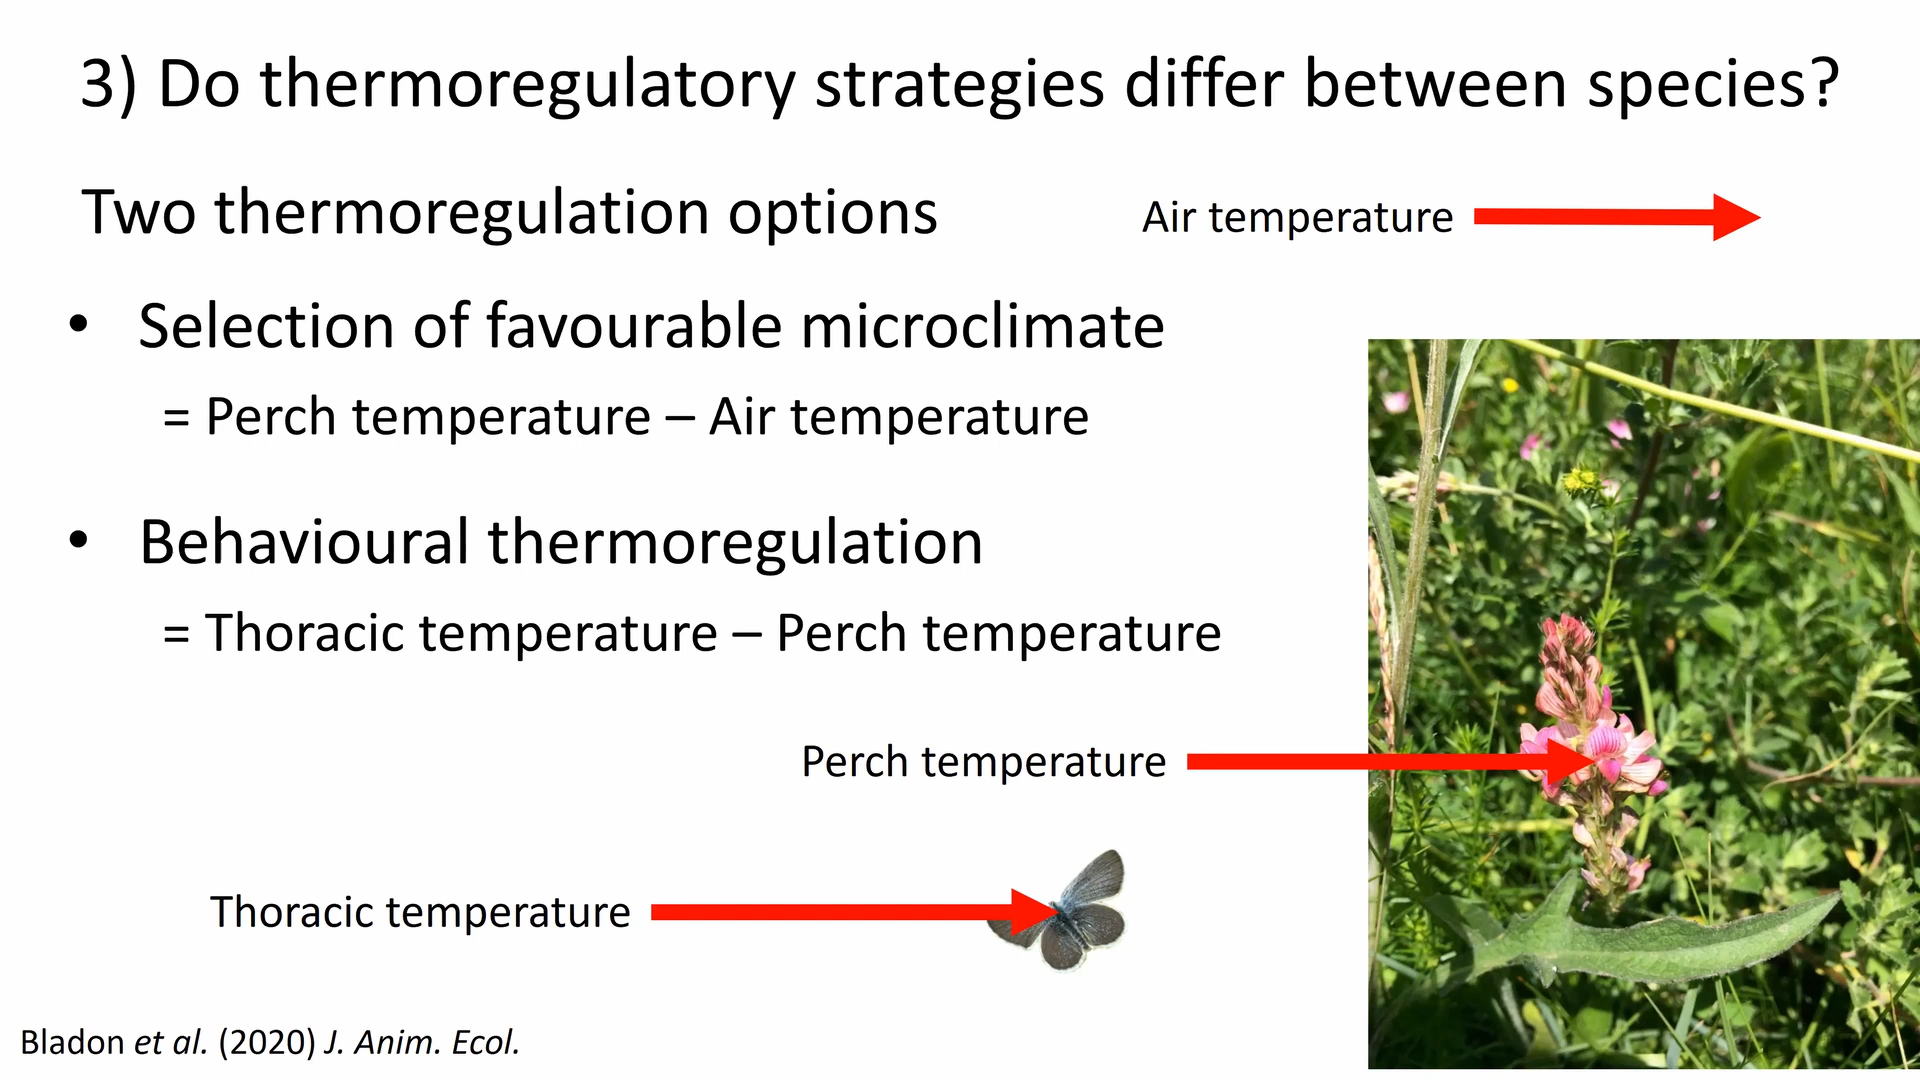 3) Do thermoregulatory strategies differ between species?
Two thermoregulation options
Air temperature
• Selection of favourable microclimate
= Perch temperature – Air temperature
• Behavioural thermoregulation
= Thoracic temperature – Perch temperature
Perch temperature
Thoracic temperature
Bladon et al. (2020) J. Anim. Ecol.